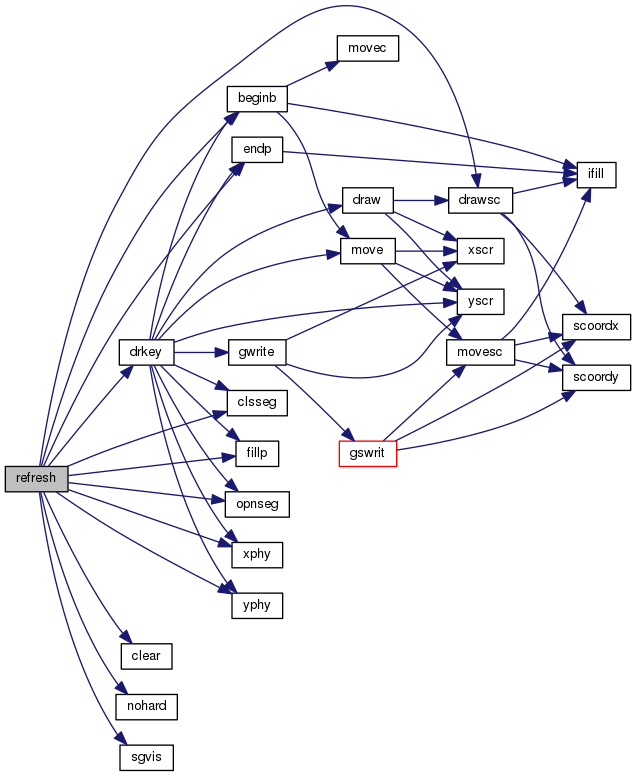 movec
beginb
endp
ifill
draw
drawsc
move
xscr
yscr
scoordx
drkey
gwrite
movesc
scoordy
clsseg
gswrit
fillp
refresh
opnseg
xphy
yphy
clear
nohard
sgvis